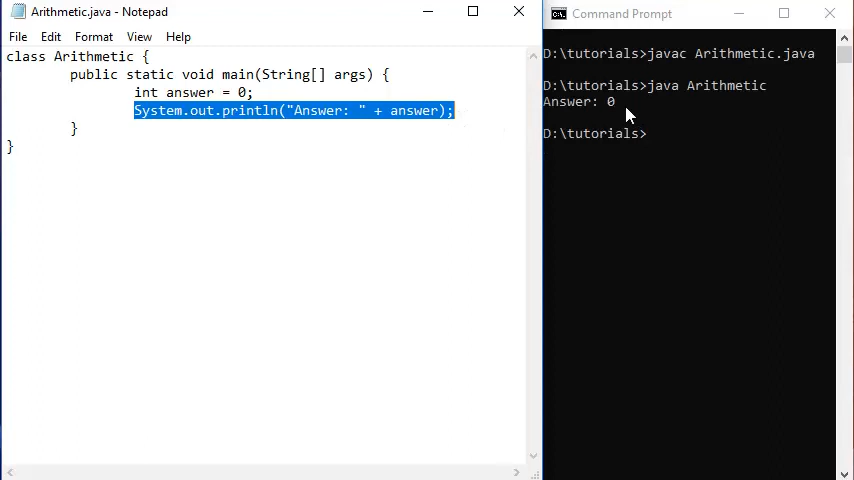 Arithmetic.java - Notepad
File Edit Format View Help
class Arithmetic {
public static void main(String[] args) {
int answer = 0;
System.out.println("Answer: " + answer);
}
}
Command Prompt
D:\tutorials>javac Arithmetic.java
D:\tutorials>java Arithmetic
Answer: 0
D:\tutorials>